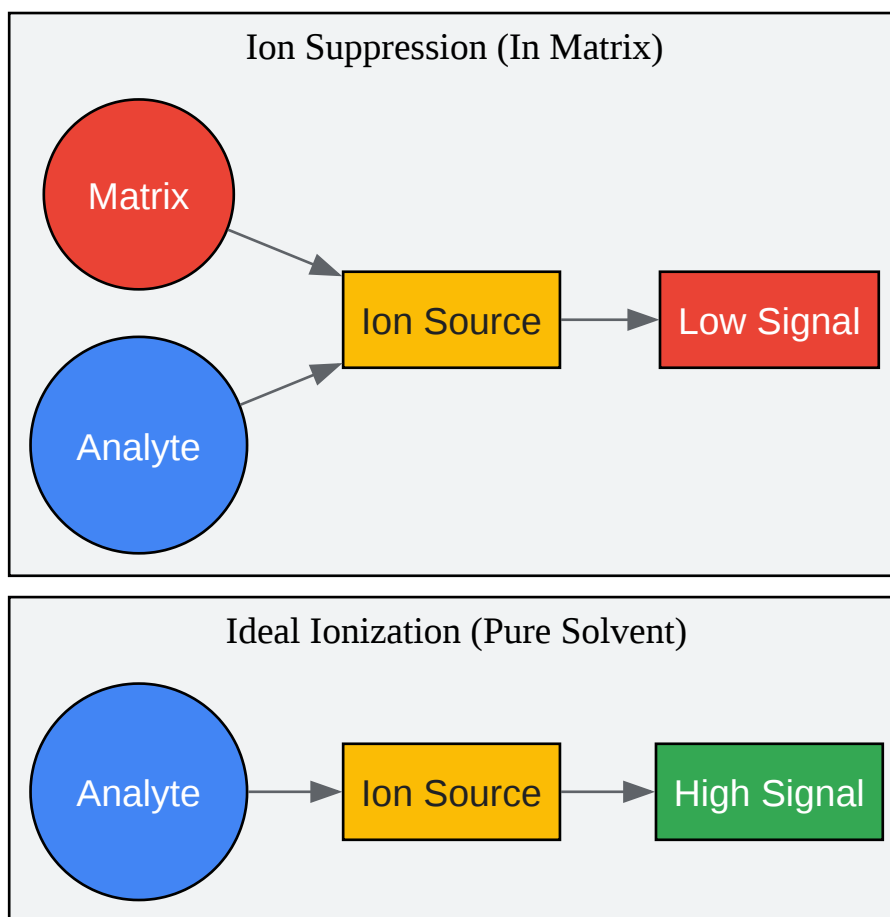 Ion Suppression (In Matrix)
Matrix
Analyte
Ion Source
Low Signal
Ideal Ionization (Pure Solvent)
Analyte
Ion Source
High Signal